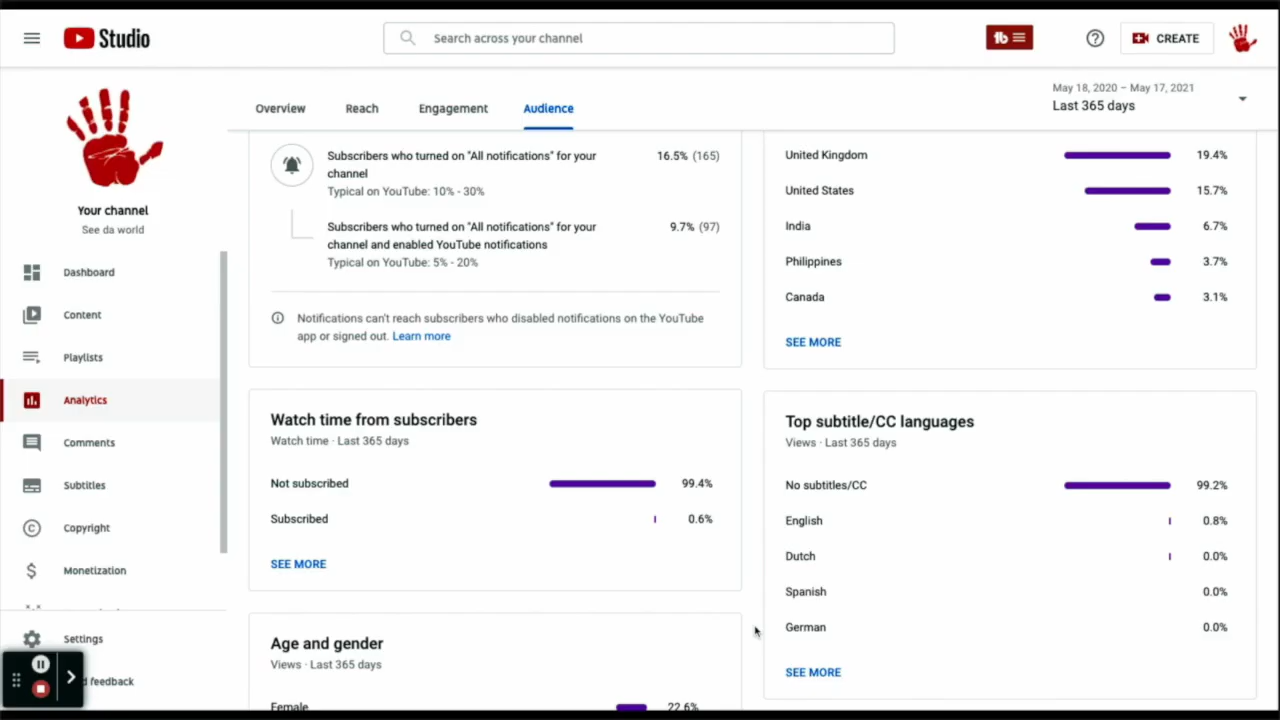 Studio
Search across your channel
CREATE
Your channel
See da world
Dashboard
Content
Playlists
Analytics
Comments
Subtitles
Copyright
Monetization
Settings
d feedback
Overview
Reach
Engagement
Audience
May 18, 2020 – May 17, 2021
Last 365 days
Subscribers who turned on "All notifications" for your
channel
16.5% (165)
Typical on YouTube: 10% - 30%
Subscribers who turned on "All notifications" for your
channel and enabled YouTube notifications
9.7% (97)
Typical on YouTube: 5% - 20%
Notifications can't reach subscribers who disabled notifications on the YouTube
app or signed out. Learn more
United Kingdom 19.4%
United States 15.7%
India 6.7%
Philippines 3.7%
Canada 3.1%
SEE MORE
Watch time from subscribers
Watch time · Last 365 days
Not subscribed 99.4%
Subscribed 0.6%
SEE MORE
Top subtitle/CC languages
Views · Last 365 days
No subtitles/CC 99.2%
English 0.8%
Dutch 0.0%
Spanish 0.0%
German 0.0%
SEE MORE
Age and gender
Views · Last 365 days
Female 22.6%